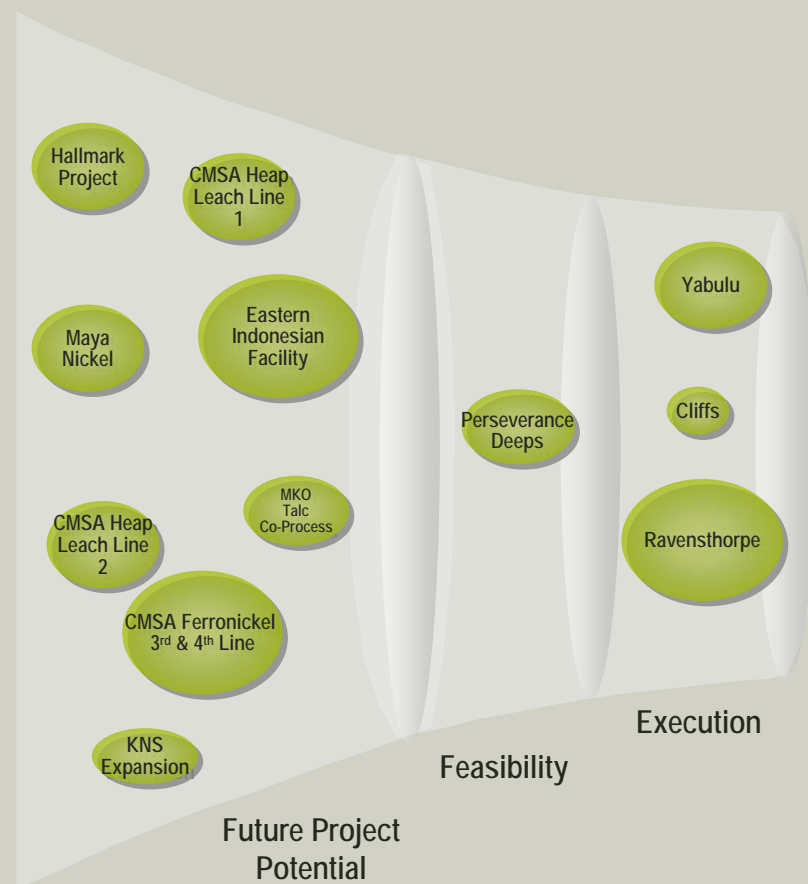 Hallmark
Project
CMSA Heap
Leach Line
1
Maya
Nickel
Eastern
Indonesian
Facility
CMSA Heap
Leach Line
2
MKO
Talc
Co-Process
CMSA Ferronickel
3rd & 4th Line
KNS
Expansion
Future Project
Potential
Perseverance
Deeps
Feasibility
Yabulu
Cliffs
Ravensthorpe
Execution